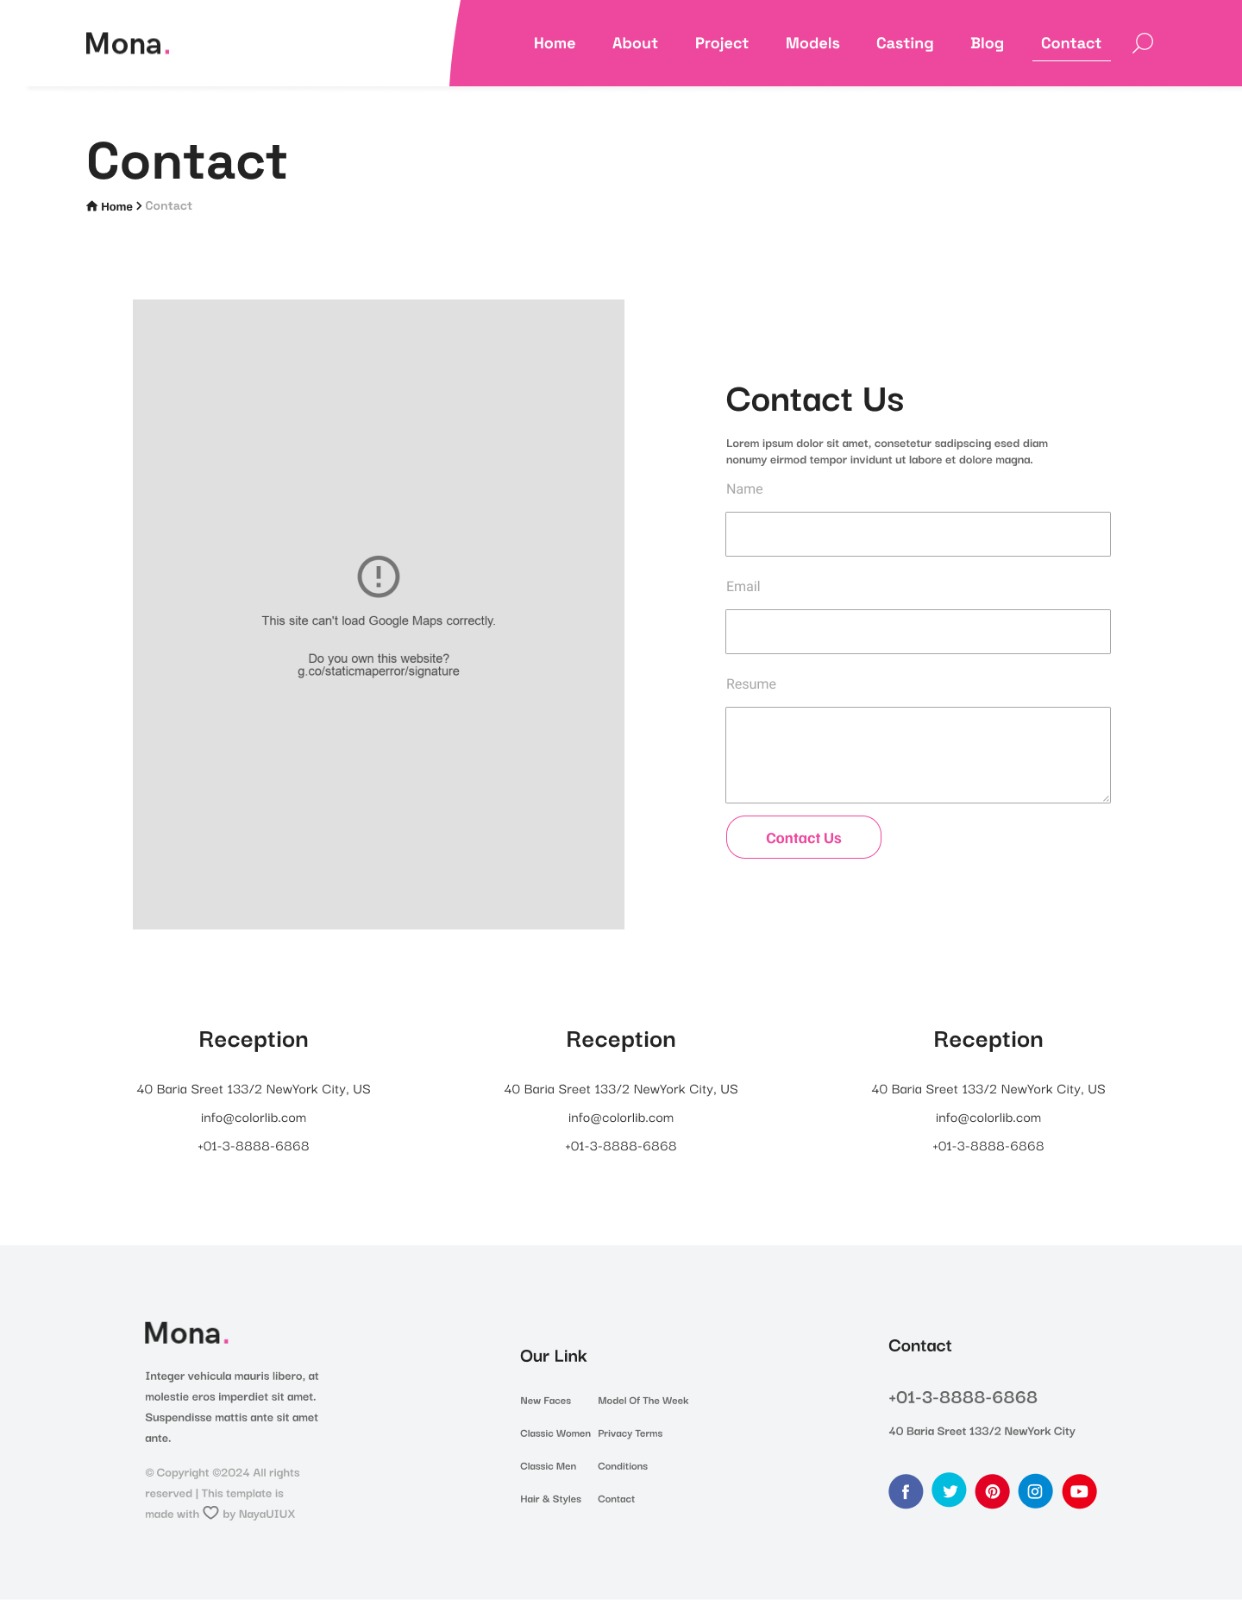 Mona.
Home About Project Models Casting Blog Contact
Contact
Home > Contact
This site can't load Google Maps correctly.
Do you own this website?
g.co/staticmaperror/signature
Contact Us
Lorem ipsum dolor sit amet, consetetur sadipscing esed diam
nonumy eirmod tempor invidunt ut labore et dolore magna.
Name
Email
Resume
Contact Us
Reception
40 Baria Sreet 133/2 NewYork City, US
info@colorlib.com
+01-3-8888-6868
Reception
40 Baria Sreet 133/2 NewYork City, US
info@colorlib.com
+01-3-8888-6868
Reception
40 Baria Sreet 133/2 NewYork City, US
info@colorlib.com
+01-3-8888-6868
Mona.
Integer vehicula mauris libero, at
molestie eros imperdiet sit amet.
Suspendisse mattis ante sit amet
ante.
© Copyright ©2024 All rights
reserved | This template is
made with by NayaUIUX
Our Link
New Faces Model Of The Week
Classic Women Privacy Terms
Classic Men Conditions
Hair & Styles Contact
Contact
+01-3-8888-6868
40 Baria Sreet 133/2 NewYork City